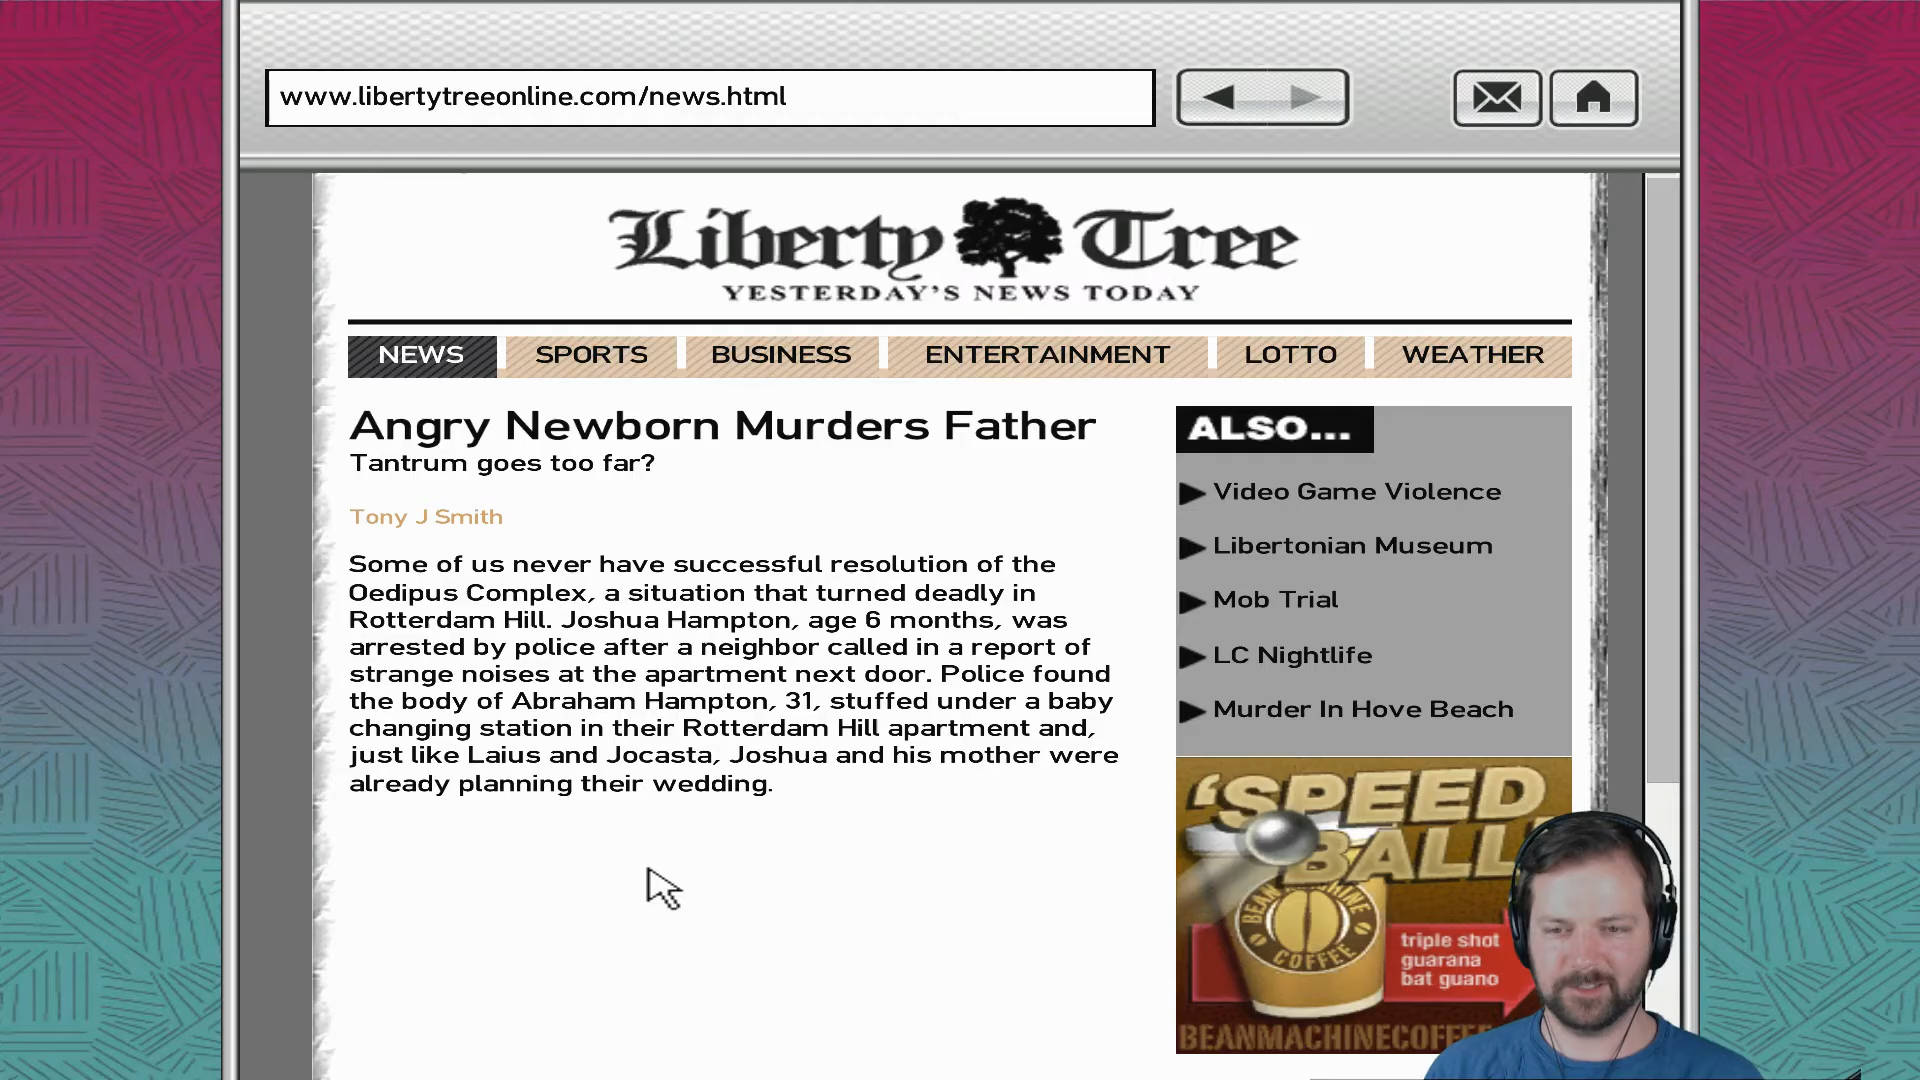 www.libertytreeonline.com/news.html
Liberty Tree
YESTERDAY'S NEWS TODAY
NEWS
SPORTS
BUSINESS
ENTERTAINMENT
LOTTO
WEATHER
Angry Newborn Murders Father
Tantrum goes too far?
Tony J Smith
Some of us never have successful resolution of the
Oedipus Complex, a situation that turned deadly in
Rotterdam Hill. Joshua Hampton, age 6 months, was
arrested by police after a neighbor called in a report of
strange noises at the apartment next door. Police found
the body of Abraham Hampton, 31, stuffed under a baby
changing station in their Rotterdam Hill apartment and,
just like Laius and Jocasta, Joshua and his mother were
already planning their wedding.
ALSO...
Video Game Violence
Libertonian Museum
Mob Trial
LC Nightlife
Murder In Hove Beach
'SPEED
BALL
BEAN MACHINE
COFFEE
triple shot
guarana
bat guano
BEANMACHINECOFFE